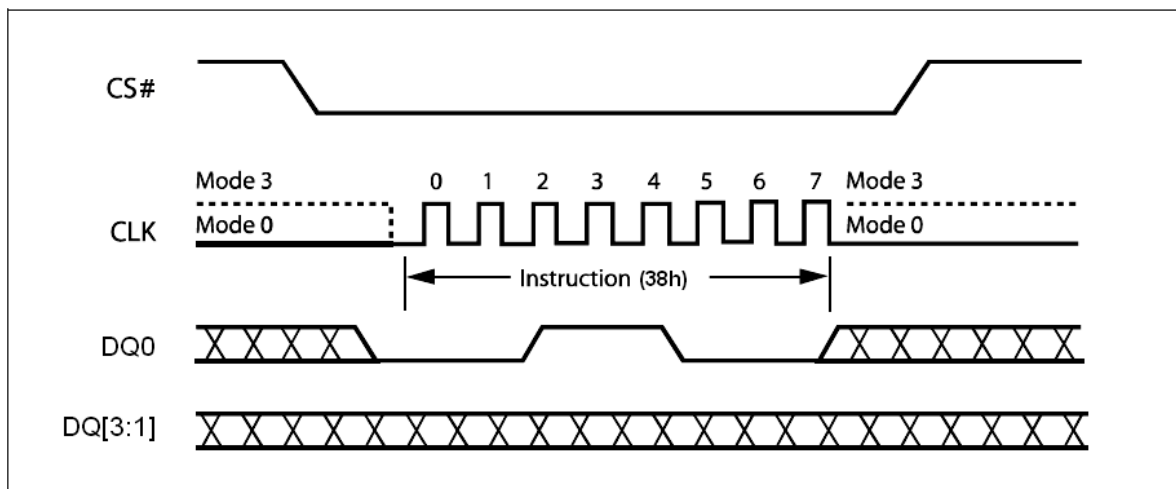 CS#
Mode 3 0 1 2 3 4 5 6 7 Mode 3
Mode 0 Mode 0
CLK
Instruction (38h)
DQ0
DQ[3:1]